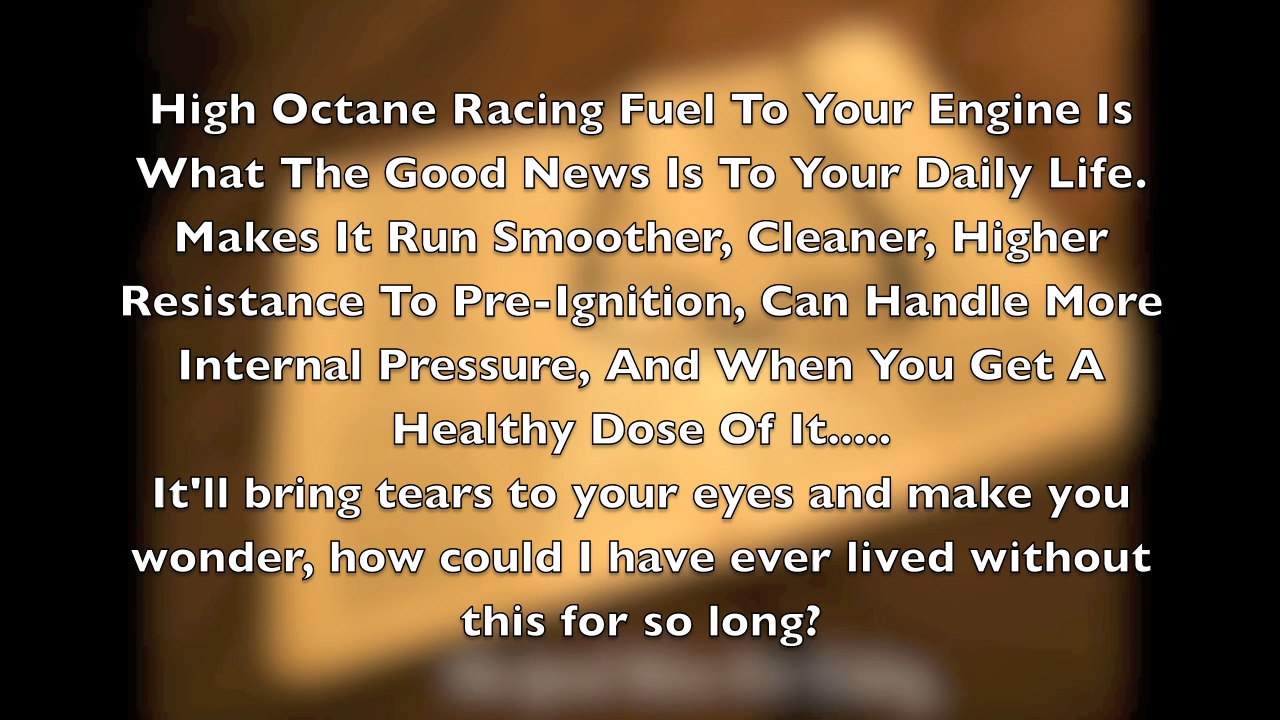 High Octane Racing Fuel To Your Engine Is
What The Good News Is To Your Daily Life.
Makes It Run Smoother, Cleaner, Higher
Resistance To Pre-Ignition, Can Handle More
Internal Pressure, And When You Get A
Healthy Dose Of It.....
It'll bring tears to your eyes and make you
wonder, how could I have ever lived without
this for so long?